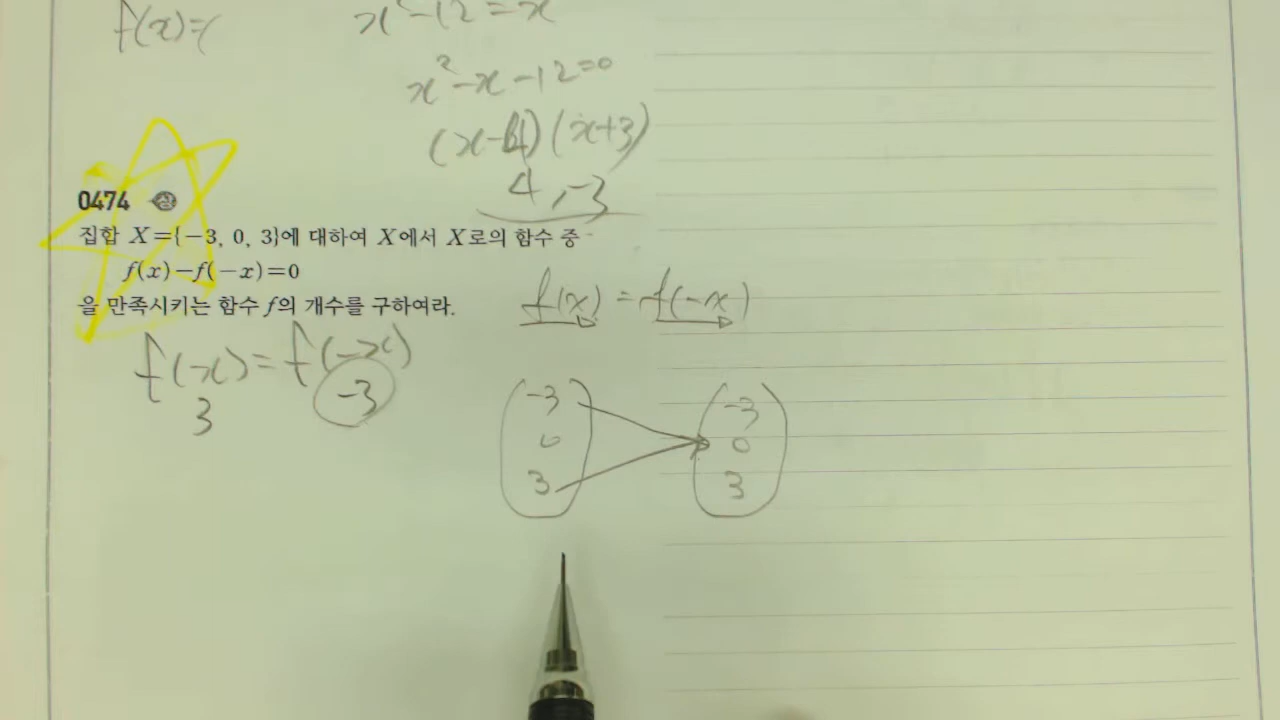 f(x)=(
x²-12=x
x²-x-12=0
(x-4)(x+3)
4, -3
0474 상
집합 X={-3, 0, 3}에 대하여 X에서 X로의 함수 중
f(x)-f(-x)=0
을 만족시키는 함수 f의 개수를 구하여라.
f(x)=f(-x)
f(x)=f(-x)
3 -3
-3 -3
0 0
3 3